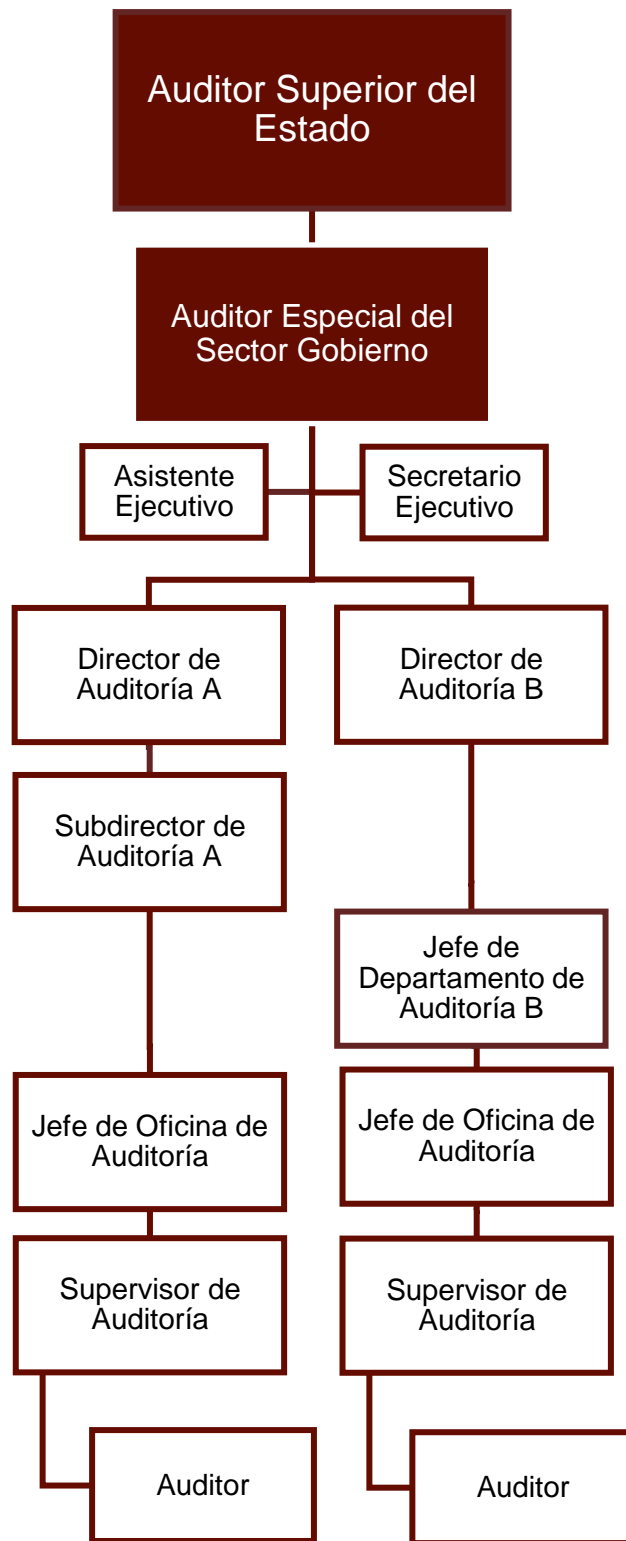 Auditor Superior del
Estado
Auditor Especial del
Sector Gobierno
Asistente
Ejecutivo
Secretario
Ejecutivo
Director de
Auditoría A
Director de
Auditoría B
Subdirector de
Auditoría A
Jefe de
Departamento de
Auditoría B
Jefe de Oficina de
Auditoría
Jefe de Oficina de
Auditoría
Supervisor de
Auditoría
Supervisor de
Auditoría
Auditor
Auditor